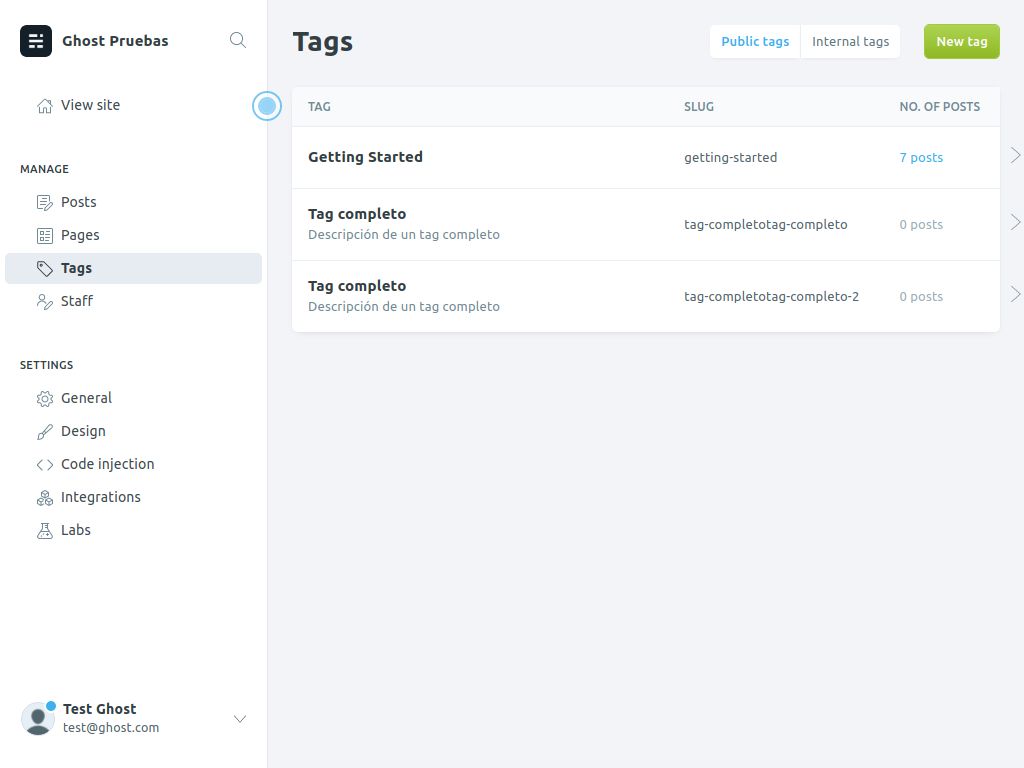 Ghost Pruebas
View site
MANAGE
Posts
Pages
Tags
Staff
SETTINGS
General
Design
Code injection
Integrations
Labs
Test Ghost
test@ghost.com
Tags
Public tags Internal tags New tag
TAG SLUG NO. OF POSTS
Getting Started getting-started 7 posts
Tag completo
Descripción de un tag completo tag-completotag-completo 0 posts
Tag completo
Descripción de un tag completo tag-completotag-completo-2 0 posts